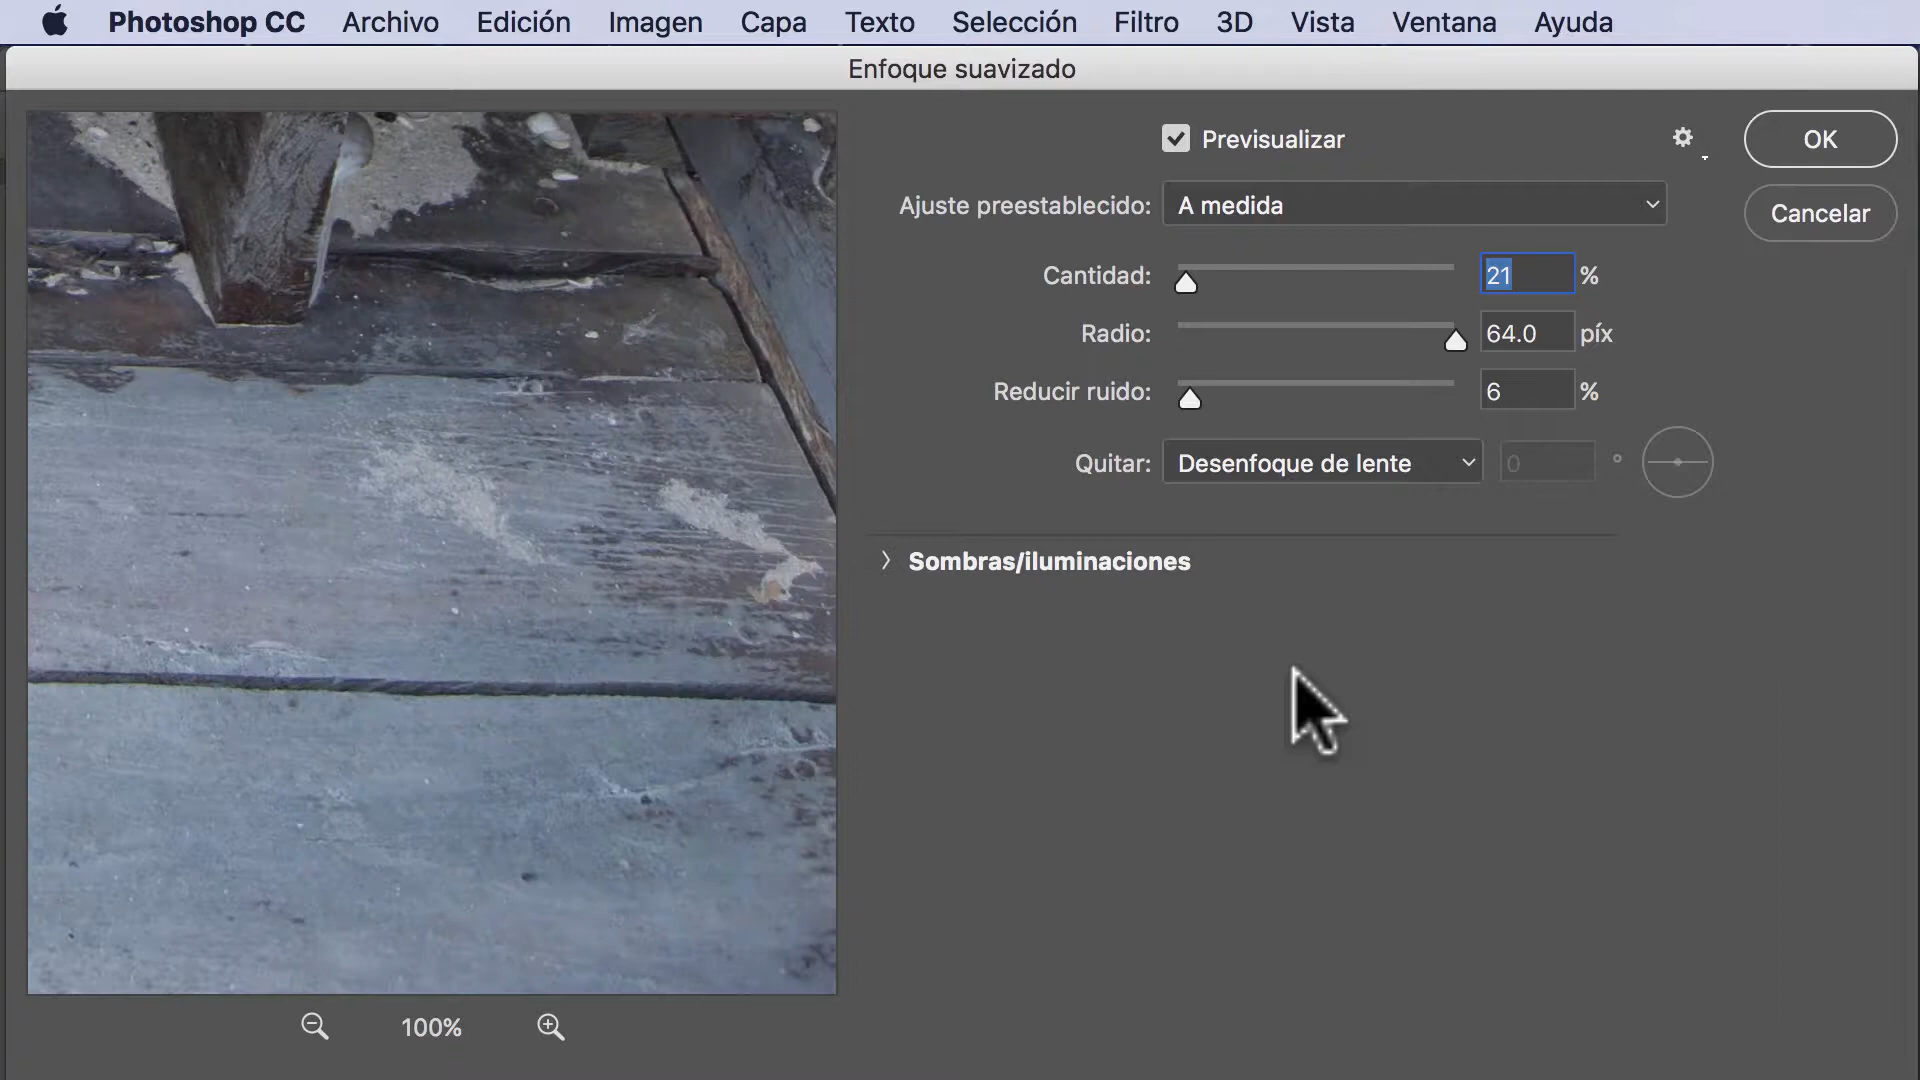 Photoshop CC Archivo Edición Imagen Capa Texto Selección Filtro 3D Vista Ventana Ayuda
Enfoque suavizado
Previsualizar
OK
Ajuste preestablecido: A medida
Cancelar
Cantidad: 21 %
Radio: 64.0 píx
Reducir ruido: 6 %
Quitar: Desenfoque de lente 0 °
Sombras/iluminaciones
100%